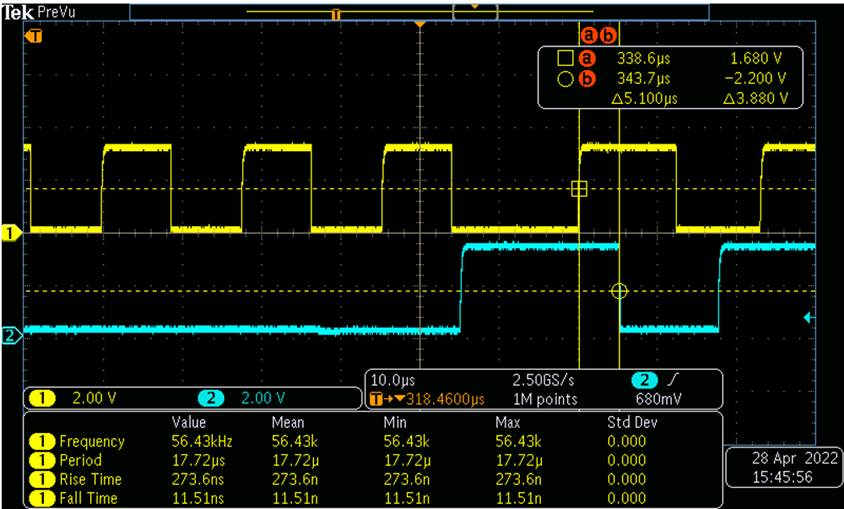 Tek PreVu
T
T
a b
a 338.6µs 1.680 V
b 343.7µs −2.200 V
Δ5.100µs Δ3.880 V
1
2
1 2.00 V 2 2.00 V
10.0µs 2.50GS/s 2
T→▼318.4600µs 1M points 680mV
Value Mean Min Max Std Dev
1 Frequency 56.43kHz 56.43k 56.43k 56.43k 0.000
1 Period 17.72µs 17.72µ 17.72µ 17.72µ 0.000
1 Rise Time 273.6ns 273.6n 273.6n 273.6n 0.000
1 Fall Time 11.51ns 11.51n 11.51n 11.51n 0.000
28 Apr 2022
15:45:56